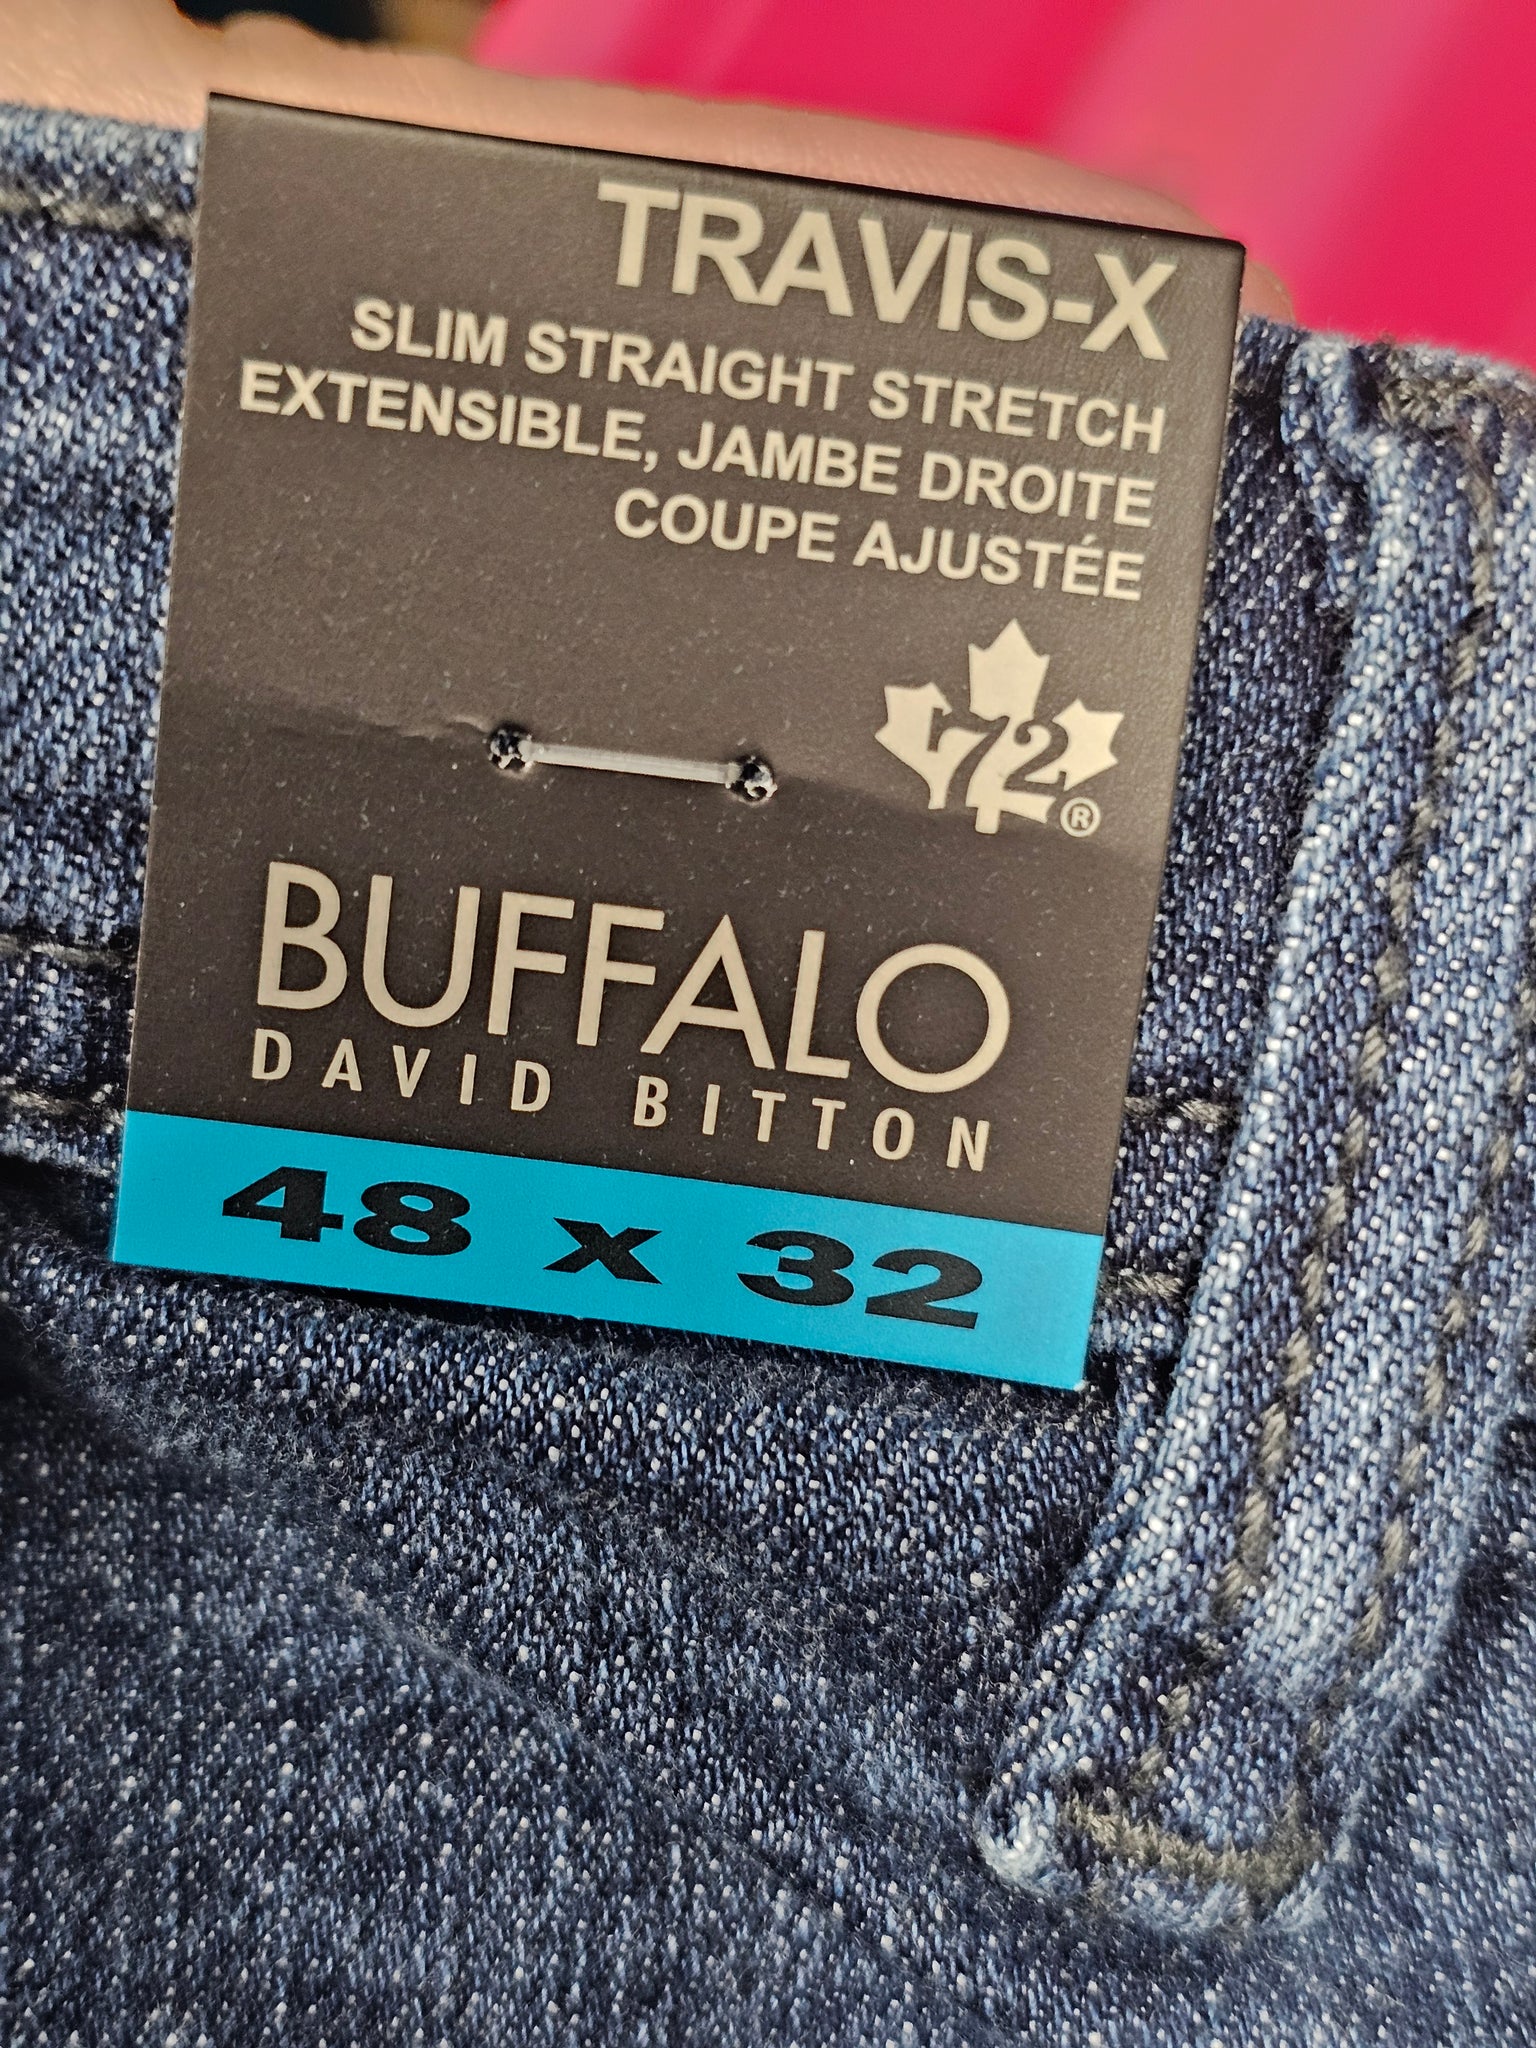 TRAVIS-X
SLIM STRAIGHT STRETCH
EXTENSIBLE, JAMBE DROITE
COUPE AJUSTÉE
72
®
BUFFALO
DAVID BITTON
48 x 32